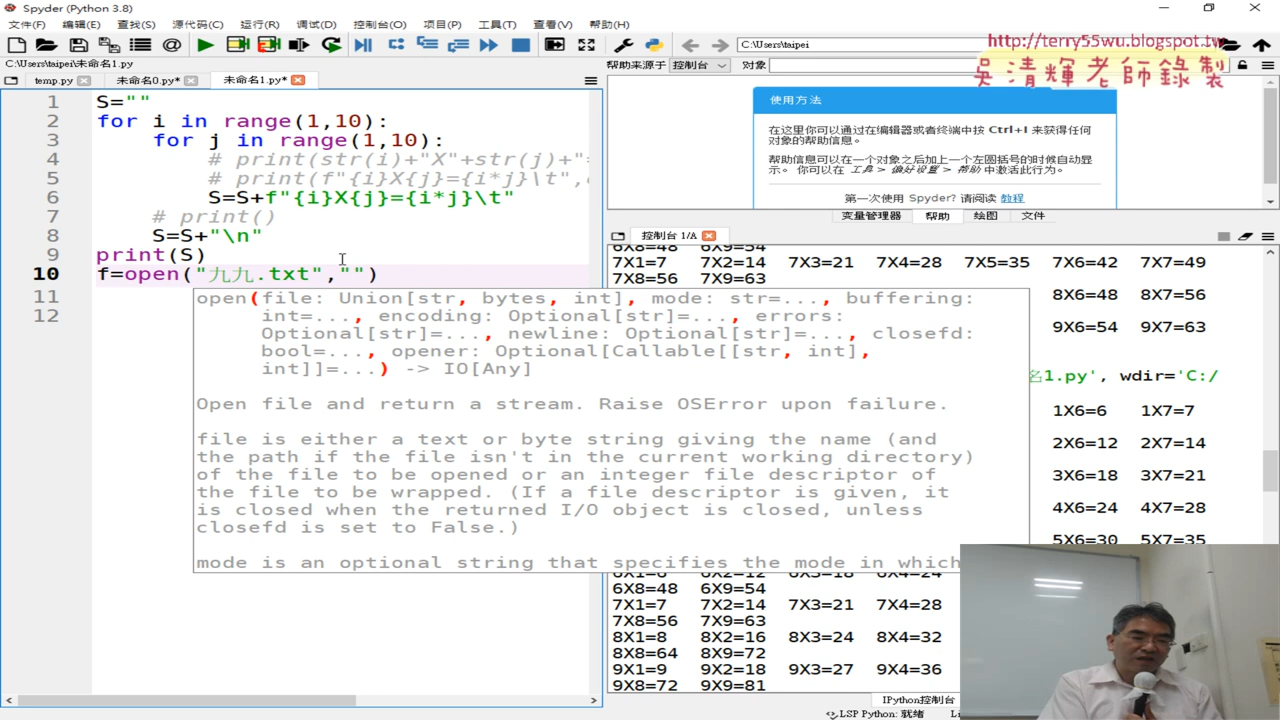 Spyder (Python 3.8)
文件(F) 编辑(E) 查找(S) 源代码(C) 运行(R) 调试(D) 控制台(O) 项目(P) 工具(T) 查看(V) 帮助(H)
C:\Users\taipei
http://terry55wu.blogspot.tw
吳清輝老師錄製
C:\Users\taipei\未命名1.py
temp.py 未命名0.py* 未命名1.py*
帮助来源于 控制台 对象
1 S=""
2 for i in range(1,10):
3 for j in range(1,10):
4 # print(str(i)+"X"+str(j)+"=
5 # print(f"{i}X{j}={i*j}\t",
6 S=S+f"{i}X{j}={i*j}\t"
7 # print()
8 S=S+"\n"
9 print(S)
10 f=open("九九.txt","")
11
12
open(file: Union[str, bytes, int], mode: str=..., buffering:
int=..., encoding: Optional[str]=..., errors:
Optional[str]=..., newline: Optional[str]=..., closefd:
bool=..., opener: Optional[Callable[[str, int],
int]]=...) -> IO[Any]
Open file and return a stream. Raise OSError upon failure.
file is either a text or byte string giving the name (and
the path if the file isn't in the current working directory)
of the file to be opened or an integer file descriptor of
the file to be wrapped. (If a file descriptor is given, it
is closed when the returned I/O object is closed, unless
closefd is set to False.)
mode is an optional string that specifies the mode in which
使用方法
在这里你可以通过在编辑器或者终端中按 Ctrl+I 来获得任何
对象的帮助信息。
帮助信息可以在一个对象之后加上一个左圆括号的时候自动显
示。 你可以在 工具 > 偏好设置 > 帮助 中激活此行为。
第一次使用 Spyder? 请阅读 教程
变量管理器 帮助 绘图 文件
控制台 1/A
6X8=48 6X9=54
7X1=7 7X2=14 7X3=21 7X4=28 7X5=35 7X6=42 7X7=49
7X8=56 7X9=63
8X6=48 8X7=56
9X6=54 9X7=63
名1.py', wdir='C:/
1X6=6 1X7=7
2X6=12 2X7=14
3X6=18 3X7=21
4X6=24 4X7=28
5X6=30 5X7=35
6X1=6 6X2=12 6X3=18 6X4=24
6X8=48 6X9=54
7X1=7 7X2=14 7X3=21 7X4=28
7X8=56 7X9=63
8X1=8 8X2=16 8X3=24 8X4=32
8X8=64 8X9=72
9X1=9 9X2=18 9X3=27 9X4=36
9X8=72 9X9=81
IPython控制台
LSP Python: 就绪